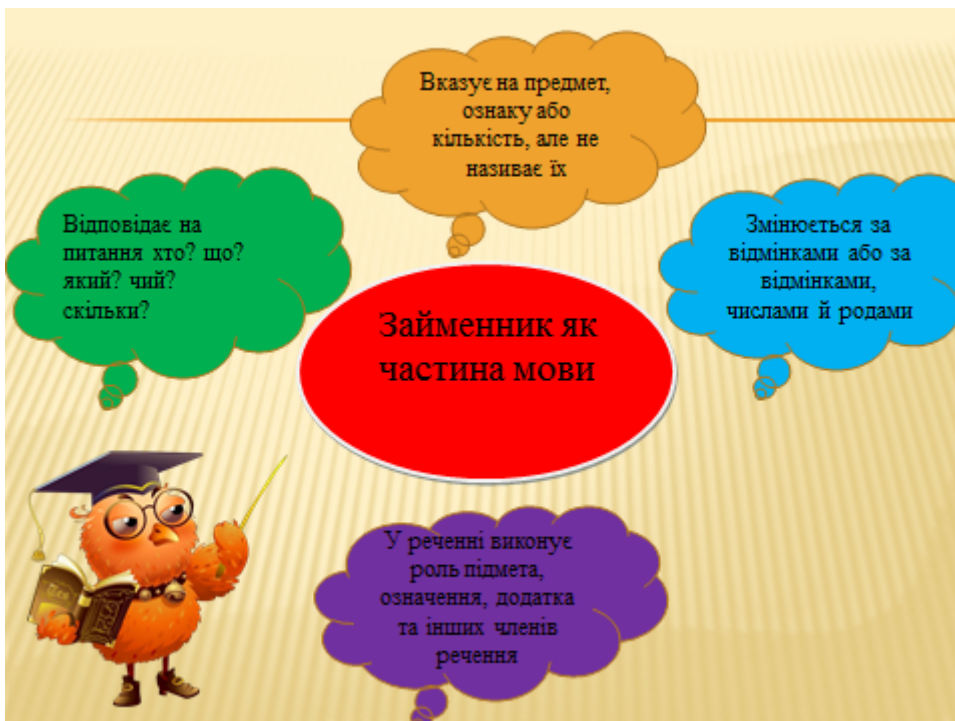 Вказує на предмет,
ознаку або
кількість, але не
називає їх
Відповідає на
питання хто? що?
який? чий?
скільки?
Змінюється за
відмінками або за
відмінками,
числами й родами
Займенник як
частина мови
У реченні виконує
роль підмета,
означення, додатка
та інших членів
речення